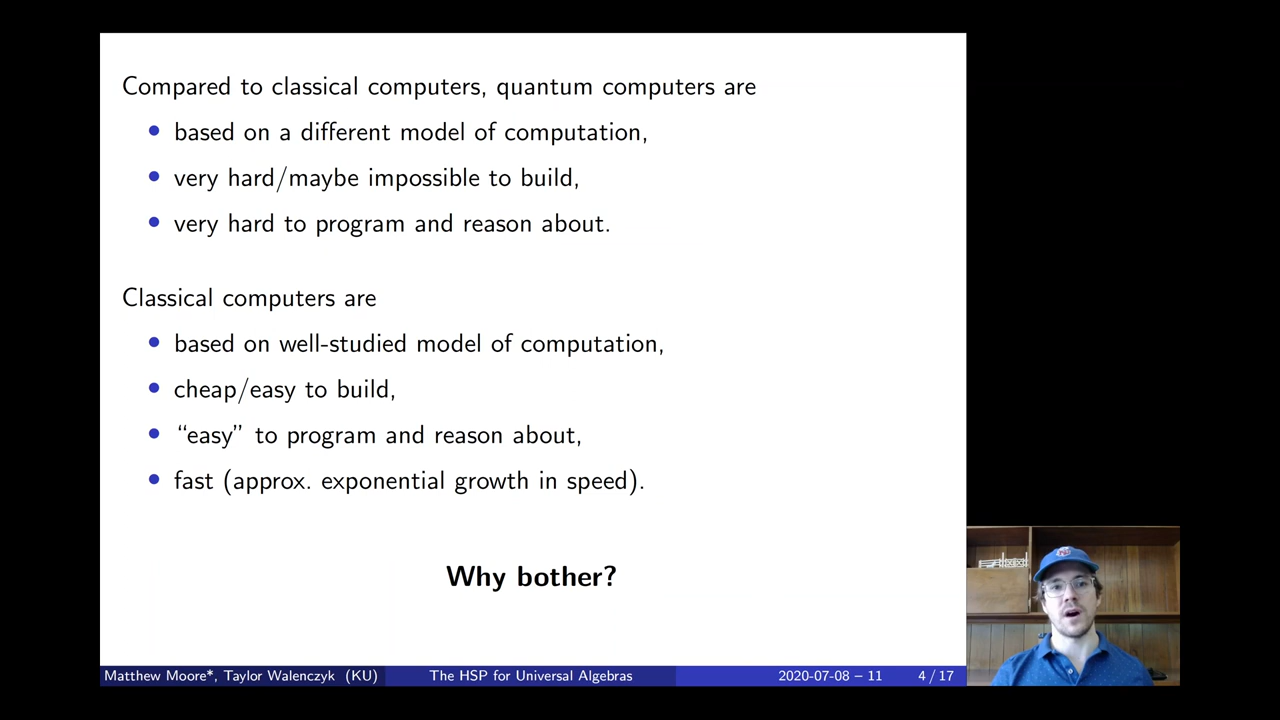 Compared to classical computers, quantum computers are
• based on a different model of computation,
• very hard/maybe impossible to build,
• very hard to program and reason about.
Classical computers are
• based on well-studied model of computation,
• cheap/easy to build,
• “easy” to program and reason about,
• fast (approx. exponential growth in speed).
Why bother?
Matthew Moore*, Taylor Walenczyk (KU) The HSP for Universal Algebras 2020-07-08 – 11 4 / 17